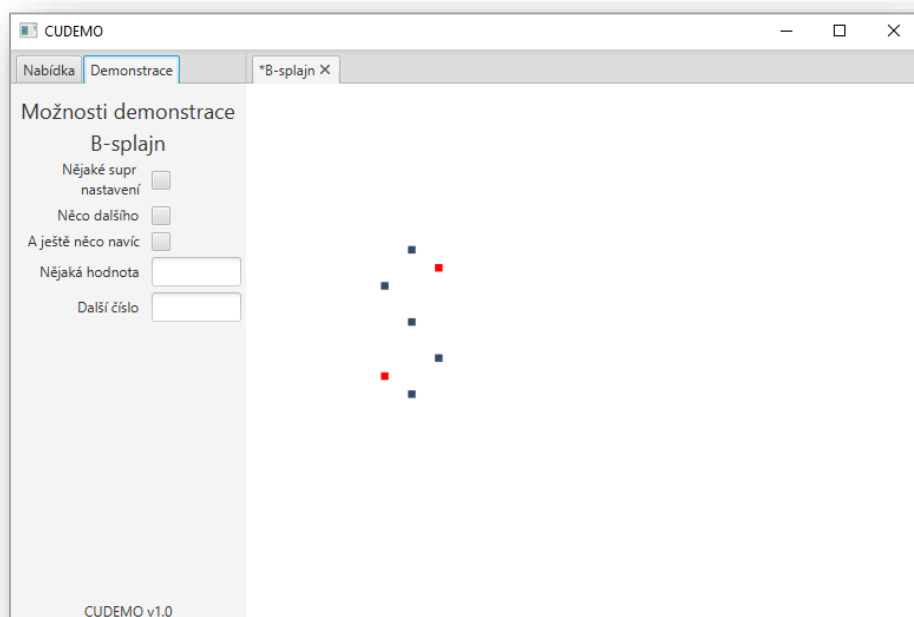 CUDEMO
Nabídka
Demonstrace
*B-splajn
Možnosti demonstrace
B-splajn
Nějaké supr
nastavení
Něco dalšího
A ještě něco navíc
Nějaká hodnota
Další číslo
CUDEMO v1.0